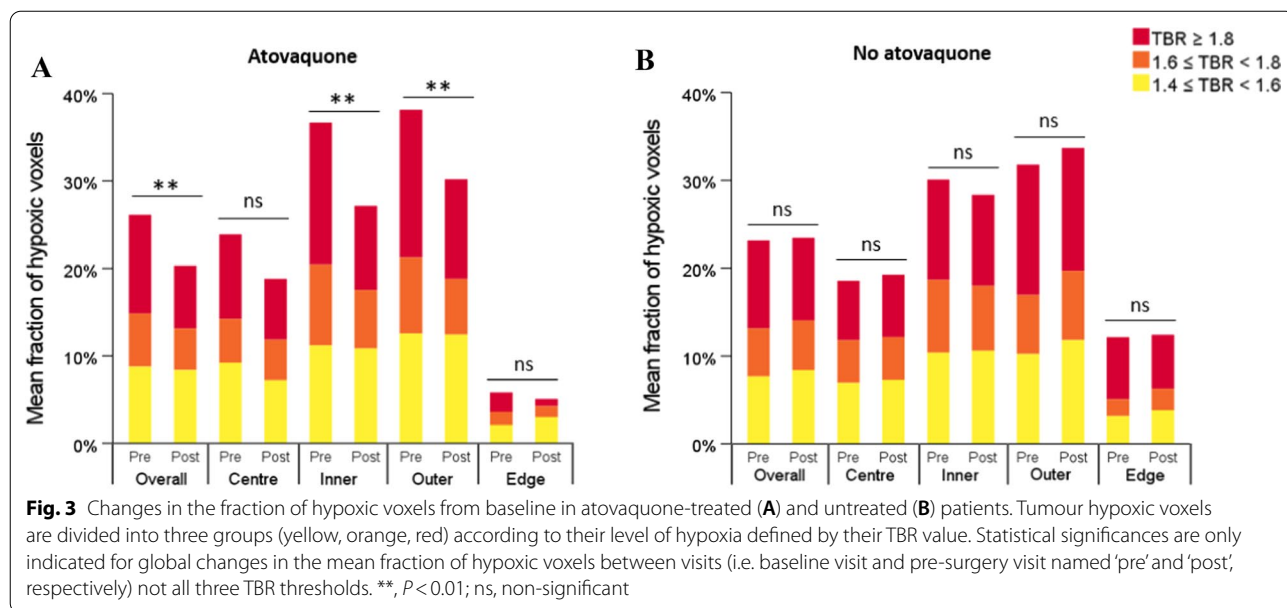 A
Atovaquone
Mean fraction of hypoxic voxels
40%
30%
20%
10%
0%
**
ns
**
**
ns
Pre Post Pre Post Pre Post Pre Post Pre Post
Overall Centre Inner Outer Edge
B
No atovaquone
TBR ≥ 1.8
1.6 ≤ TBR < 1.8
1.4 ≤ TBR < 1.6
Mean fraction of hypoxic voxels
40%
30%
20%
10%
0%
ns
ns
ns
ns
ns
Pre Post Pre Post Pre Post Pre Post Pre Post
Overall Centre Inner Outer Edge
Fig. 3 Changes in the fraction of hypoxic voxels from baseline in atovaquone-treated (A) and untreated (B) patients. Tumour hypoxic voxels
are divided into three groups (yellow, orange, red) according to their level of hypoxia defined by their TBR value. Statistical significances are only
indicated for global changes in the mean fraction of hypoxic voxels between visits (i.e. baseline visit and pre-surgery visit named ‘pre’ and ‘post’,
respectively) not all three TBR thresholds. **, P < 0.01; ns, non-significant